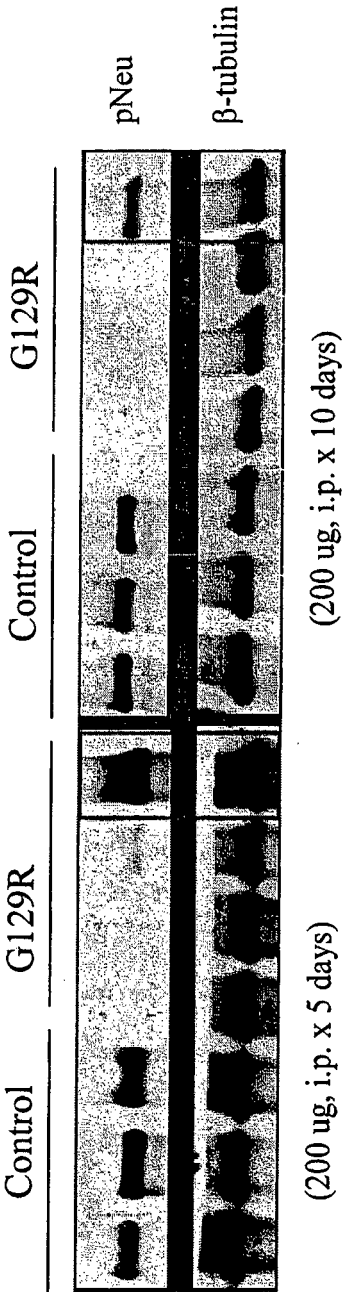 Control G129R Control G129R
pNeu
β-tubulin
(200 ug, i.p. x 5 days) (200 ug, i.p. x 10 days)